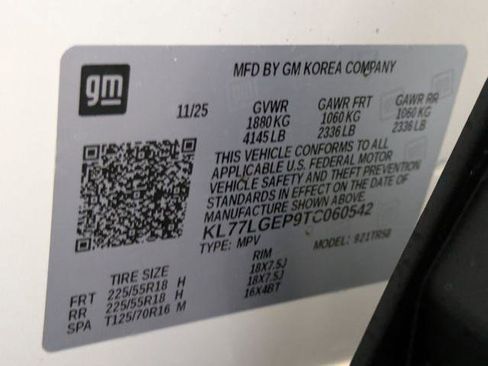 gm
MFD BY GM KOREA COMPANY
11/25 GVWR GAWR FRT GAWR RR
1880 KG 1060 KG 1060 KG
4145 LB 2336 LB 2336 LB
THIS VEHICLE CONFORMS TO ALL
APPLICABLE U.S. FEDERAL MOTOR
VEHICLE SAFETY AND THEFT PREVENTION
STANDARDS IN EFFECT ON THE DATE OF
MANUFACTURE SHOWN ABOVE.
KL77LGEP9TC060542
TYPE: MPV MODEL: 921TR58
TIRE SIZE RIM
FRT 225/55R18 H 18X7.5J
RR 225/55R18 H 18X7.5J
SPA T125/70R16 M 16X4BT